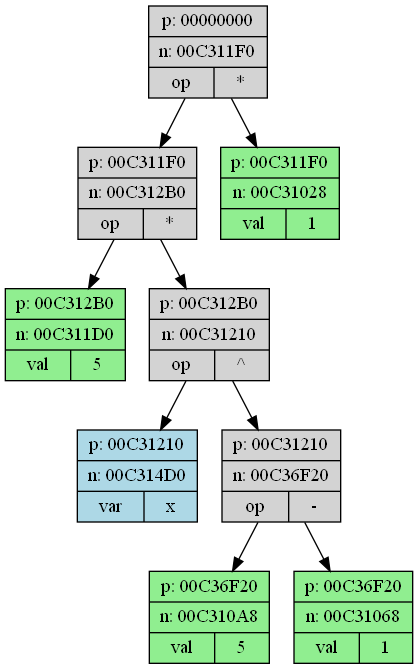 p: 00000000
n: 00C311F0
op *
p: 00C311F0
n: 00C312B0
op *
p: 00C311F0
n: 00C31028
val 1
p: 00C312B0
n: 00C311D0
val 5
p: 00C312B0
n: 00C31210
op ^
p: 00C31210
n: 00C314D0
var x
p: 00C31210
n: 00C36F20
op -
p: 00C36F20
n: 00C310A8
val 5
p: 00C36F20
n: 00C31068
val 1